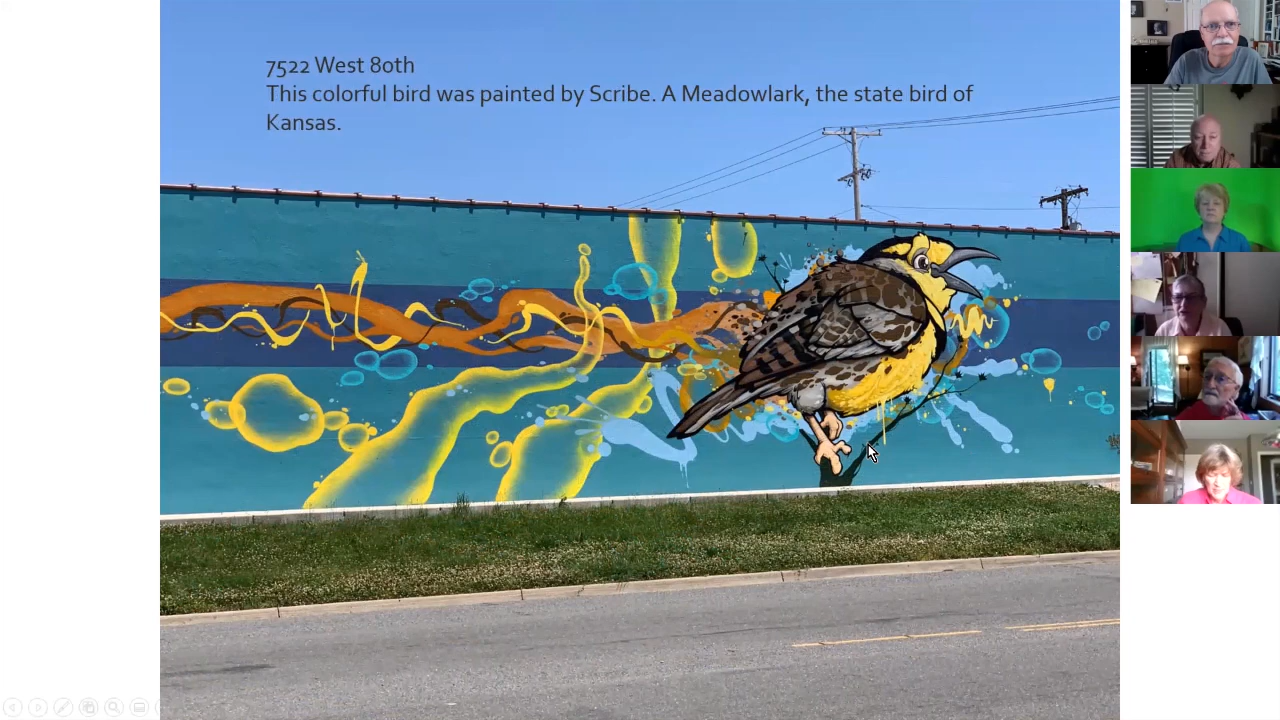 7522 West 80th
This colorful bird was painted by Scribe. A Meadowlark, the state bird of
Kansas.